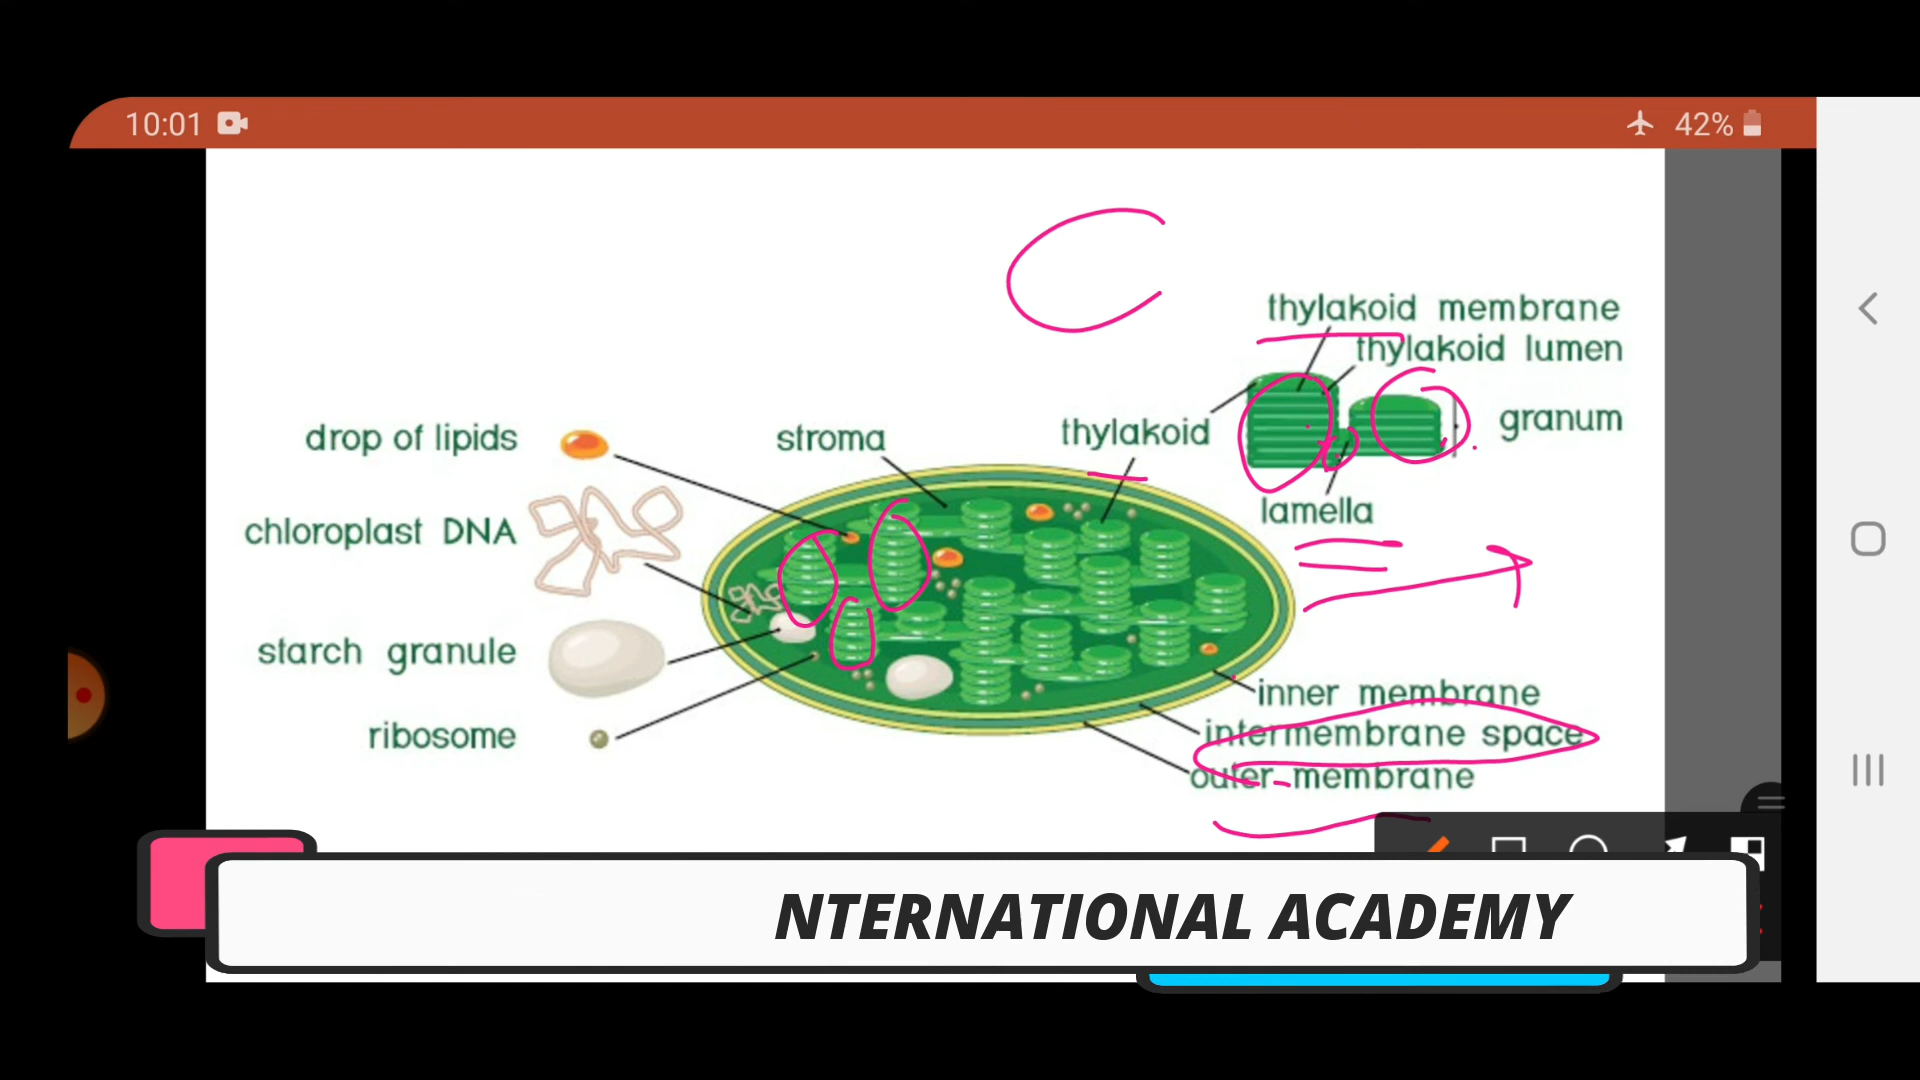 10:01
42%
thylakoid membrane
thylakoid lumen
drop of lipids
stroma
thylakoid
granum
lamella
chloroplast DNA
starch granule
inner membrane
intermembrane space
ribosome
outer membrane
NTERNATIONAL ACADEMY